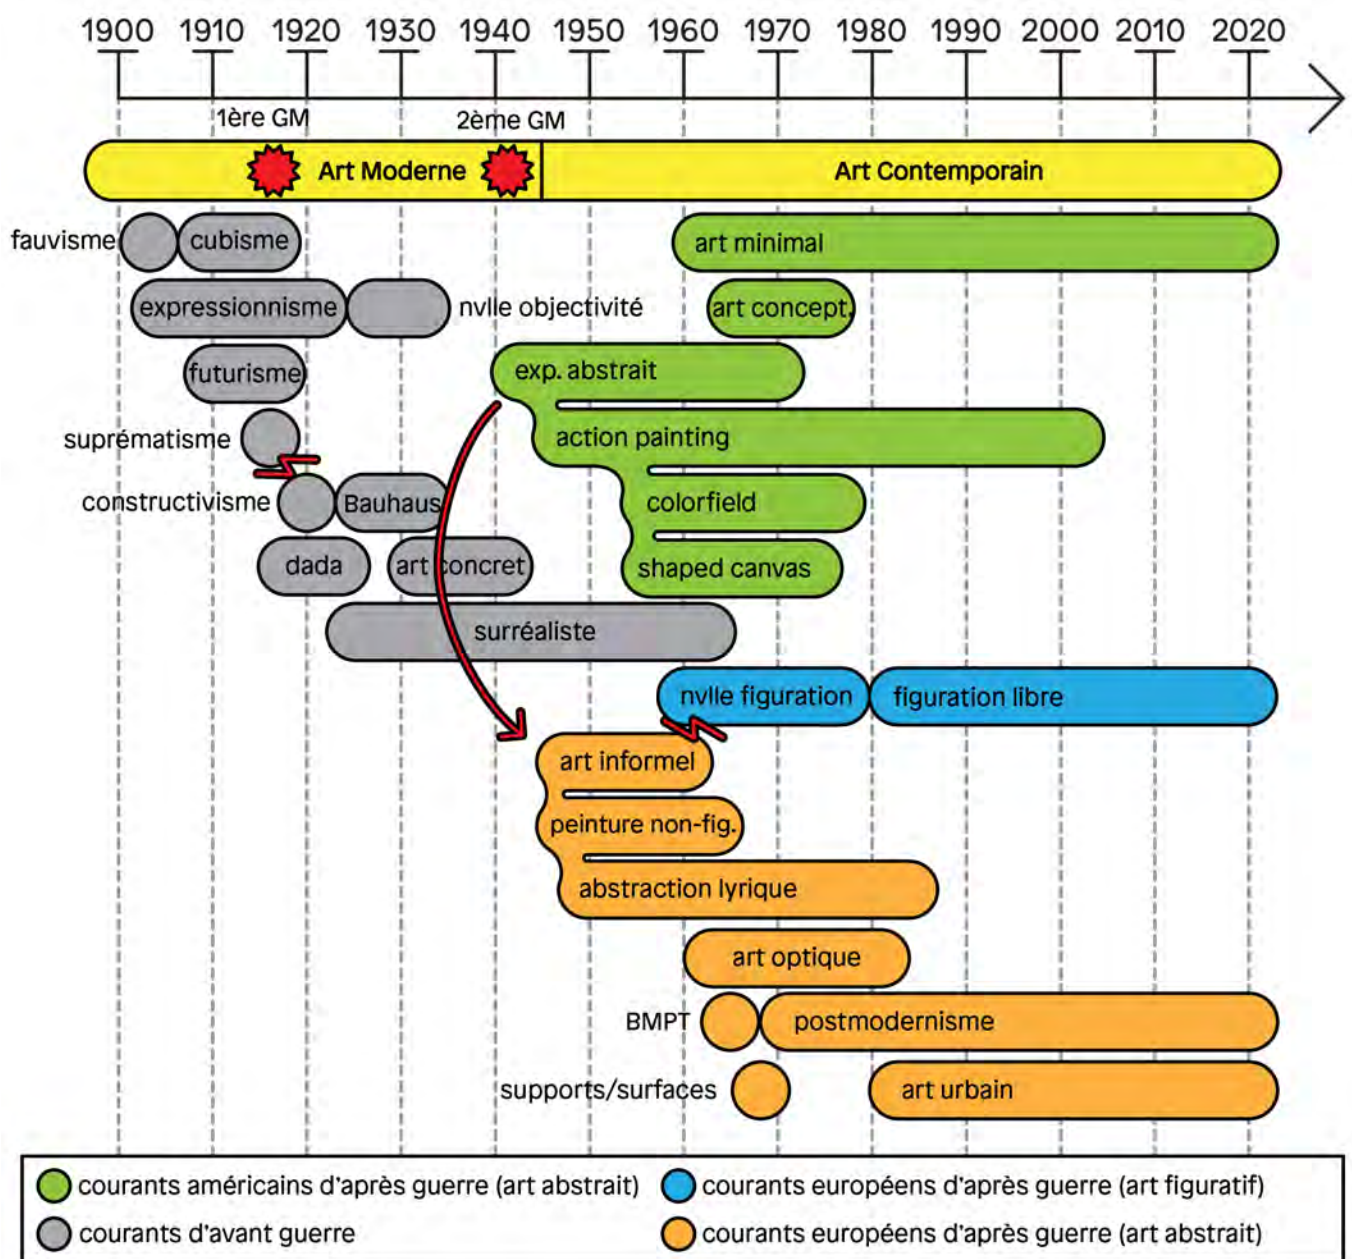 1900 1910 1920 1930 1940 1950 1960 1970 1980 1990 2000 2010 2020
1ère GM 2ème GM
Art Moderne Art Contemporain
fauvisme cubisme art minimal
expressionnisme nvlle objectivité art concept.
futurisme exp. abstrait
suprématisme action painting
constructivisme Bauhaus colorfield
dada art concret shaped canvas
surréaliste
nvlle figuration figuration libre
art informel
peinture non-fig.
abstraction lyrique
art optique
BMPT postmodernisme
supports/surfaces art urbain
courants américains d'après guerre (art abstrait) courants européens d'après guerre (art figuratif)
courants d'avant guerre courants européens d'après guerre (art abstrait)